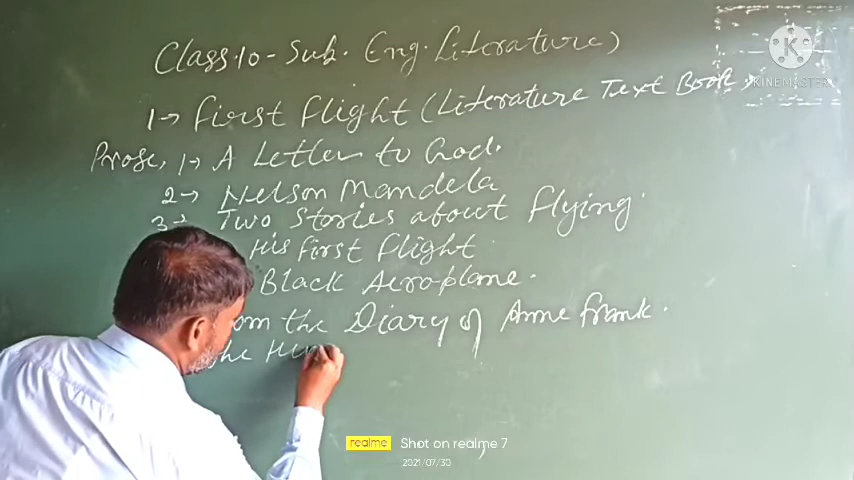 Class.10 - Sub. Eng. Literature)
1→ First Flight (Literature Text Book
Prose, 1→ A Letter to God.
2→ Nelson Mandela
3→ Two Stories about Flying.
His First Flight
Black Aeroplane.
om the Diary of Anne Frank.
he
K
KINEMASTER
realme Shot on realme 7
2021/07/30